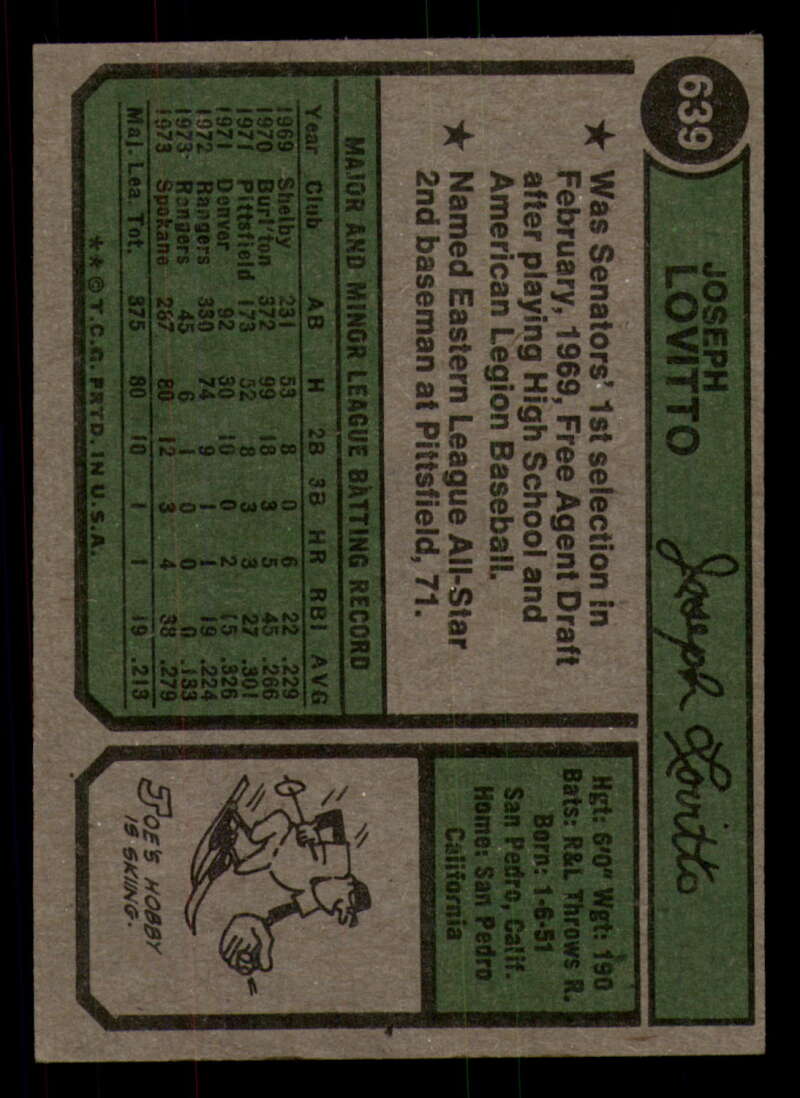 639
JOSEPH
LOVITTO
Joseph Lovitto
★ Was Senators' 1st selection in
February, 1969, Free Agent Draft
after playing High School and
American Legion Baseball.
★ Named Eastern League All-Star
2nd baseman at Pittsfield, 71.
Hgt: 6'0" Wgt: 190
Bats: R&L Throws R.
Born: 1-6-51
San Pedro, Calif.
Home: San Pedro
California
MAJOR AND MINOR LEAGUE BATTING RECORD
Year Club AB H 2B 3B HR RBI AVG
1969 Shelby 231 53 8 0 6 22 .229
1970 Burl'ton 372 99 18 3 5 45 .266
1971 Pittsfield 173 52 8 3 3 27 .301
1971 Denver 92 30 10 0 2 15 .326
1972 Rangers 330 74 9 1 1 19 .224
1973 Rangers 45 6 1 0 0 0 .133
1973 Spokane 287 80 12 3 4 38 .279
Maj. Lea Tot. 375 80 10 1 1 19 .213
**© T.C.G. PRTD. IN U.S.A.
JOE'S HOBBY
IS SKIING.